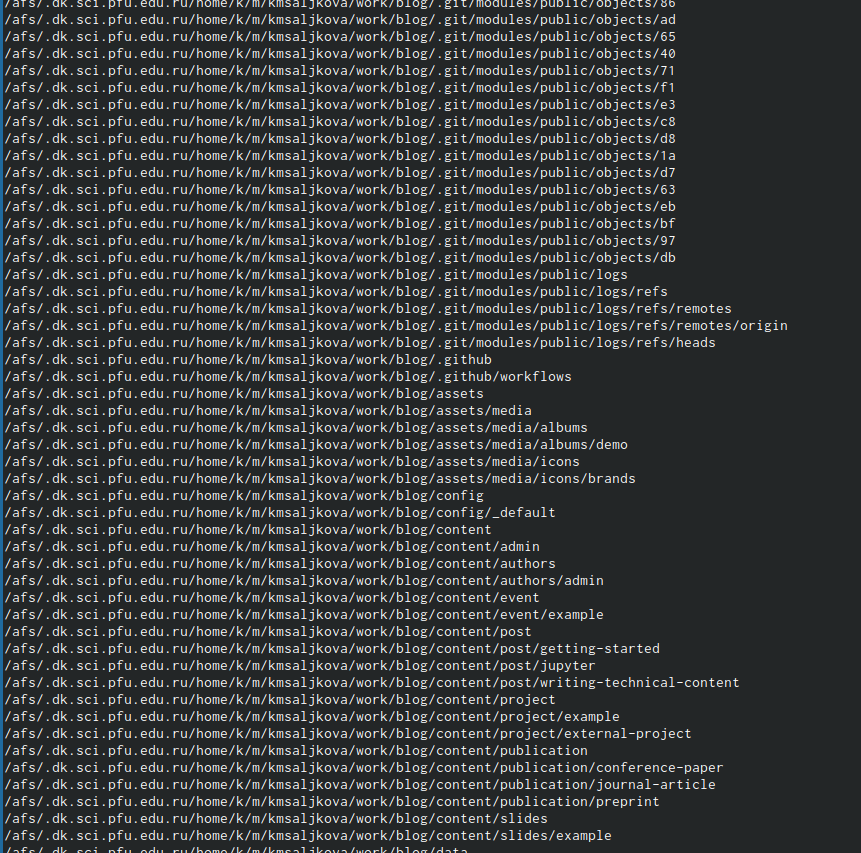 /afs/.dk.sci.pfu.edu.ru/home/k/m/kmsaljkova/work/blog/.git/modules/public/objects/86
/afs/.dk.sci.pfu.edu.ru/home/k/m/kmsaljkova/work/blog/.git/modules/public/objects/ad
/afs/.dk.sci.pfu.edu.ru/home/k/m/kmsaljkova/work/blog/.git/modules/public/objects/65
/afs/.dk.sci.pfu.edu.ru/home/k/m/kmsaljkova/work/blog/.git/modules/public/objects/40
/afs/.dk.sci.pfu.edu.ru/home/k/m/kmsaljkova/work/blog/.git/modules/public/objects/71
/afs/.dk.sci.pfu.edu.ru/home/k/m/kmsaljkova/work/blog/.git/modules/public/objects/f1
/afs/.dk.sci.pfu.edu.ru/home/k/m/kmsaljkova/work/blog/.git/modules/public/objects/e3
/afs/.dk.sci.pfu.edu.ru/home/k/m/kmsaljkova/work/blog/.git/modules/public/objects/c8
/afs/.dk.sci.pfu.edu.ru/home/k/m/kmsaljkova/work/blog/.git/modules/public/objects/d8
/afs/.dk.sci.pfu.edu.ru/home/k/m/kmsaljkova/work/blog/.git/modules/public/objects/1a
/afs/.dk.sci.pfu.edu.ru/home/k/m/kmsaljkova/work/blog/.git/modules/public/objects/d7
/afs/.dk.sci.pfu.edu.ru/home/k/m/kmsaljkova/work/blog/.git/modules/public/objects/63
/afs/.dk.sci.pfu.edu.ru/home/k/m/kmsaljkova/work/blog/.git/modules/public/objects/eb
/afs/.dk.sci.pfu.edu.ru/home/k/m/kmsaljkova/work/blog/.git/modules/public/objects/bf
/afs/.dk.sci.pfu.edu.ru/home/k/m/kmsaljkova/work/blog/.git/modules/public/objects/97
/afs/.dk.sci.pfu.edu.ru/home/k/m/kmsaljkova/work/blog/.git/modules/public/objects/db
/afs/.dk.sci.pfu.edu.ru/home/k/m/kmsaljkova/work/blog/.git/modules/public/logs
/afs/.dk.sci.pfu.edu.ru/home/k/m/kmsaljkova/work/blog/.git/modules/public/logs/refs
/afs/.dk.sci.pfu.edu.ru/home/k/m/kmsaljkova/work/blog/.git/modules/public/logs/refs/remotes
/afs/.dk.sci.pfu.edu.ru/home/k/m/kmsaljkova/work/blog/.git/modules/public/logs/refs/remotes/origin
/afs/.dk.sci.pfu.edu.ru/home/k/m/kmsaljkova/work/blog/.git/modules/public/logs/refs/heads
/afs/.dk.sci.pfu.edu.ru/home/k/m/kmsaljkova/work/blog/.github
/afs/.dk.sci.pfu.edu.ru/home/k/m/kmsaljkova/work/blog/.github/workflows
/afs/.dk.sci.pfu.edu.ru/home/k/m/kmsaljkova/work/blog/assets
/afs/.dk.sci.pfu.edu.ru/home/k/m/kmsaljkova/work/blog/assets/media
/afs/.dk.sci.pfu.edu.ru/home/k/m/kmsaljkova/work/blog/assets/media/albums
/afs/.dk.sci.pfu.edu.ru/home/k/m/kmsaljkova/work/blog/assets/media/albums/demo
/afs/.dk.sci.pfu.edu.ru/home/k/m/kmsaljkova/work/blog/assets/media/icons
/afs/.dk.sci.pfu.edu.ru/home/k/m/kmsaljkova/work/blog/assets/media/icons/brands
/afs/.dk.sci.pfu.edu.ru/home/k/m/kmsaljkova/work/blog/config
/afs/.dk.sci.pfu.edu.ru/home/k/m/kmsaljkova/work/blog/config/_default
/afs/.dk.sci.pfu.edu.ru/home/k/m/kmsaljkova/work/blog/content
/afs/.dk.sci.pfu.edu.ru/home/k/m/kmsaljkova/work/blog/content/admin
/afs/.dk.sci.pfu.edu.ru/home/k/m/kmsaljkova/work/blog/content/authors
/afs/.dk.sci.pfu.edu.ru/home/k/m/kmsaljkova/work/blog/content/authors/admin
/afs/.dk.sci.pfu.edu.ru/home/k/m/kmsaljkova/work/blog/content/event
/afs/.dk.sci.pfu.edu.ru/home/k/m/kmsaljkova/work/blog/content/event/example
/afs/.dk.sci.pfu.edu.ru/home/k/m/kmsaljkova/work/blog/content/post
/afs/.dk.sci.pfu.edu.ru/home/k/m/kmsaljkova/work/blog/content/post/getting-started
/afs/.dk.sci.pfu.edu.ru/home/k/m/kmsaljkova/work/blog/content/post/jupyter
/afs/.dk.sci.pfu.edu.ru/home/k/m/kmsaljkova/work/blog/content/post/writing-technical-content
/afs/.dk.sci.pfu.edu.ru/home/k/m/kmsaljkova/work/blog/content/project
/afs/.dk.sci.pfu.edu.ru/home/k/m/kmsaljkova/work/blog/content/project/example
/afs/.dk.sci.pfu.edu.ru/home/k/m/kmsaljkova/work/blog/content/project/external-project
/afs/.dk.sci.pfu.edu.ru/home/k/m/kmsaljkova/work/blog/content/publication
/afs/.dk.sci.pfu.edu.ru/home/k/m/kmsaljkova/work/blog/content/publication/conference-paper
/afs/.dk.sci.pfu.edu.ru/home/k/m/kmsaljkova/work/blog/content/publication/journal-article
/afs/.dk.sci.pfu.edu.ru/home/k/m/kmsaljkova/work/blog/content/publication/preprint
/afs/.dk.sci.pfu.edu.ru/home/k/m/kmsaljkova/work/blog/content/slides
/afs/.dk.sci.pfu.edu.ru/home/k/m/kmsaljkova/work/blog/content/slides/example
/afs/.dk.sci.pfu.edu.ru/home/k/m/kmsaljkova/work/blog/data